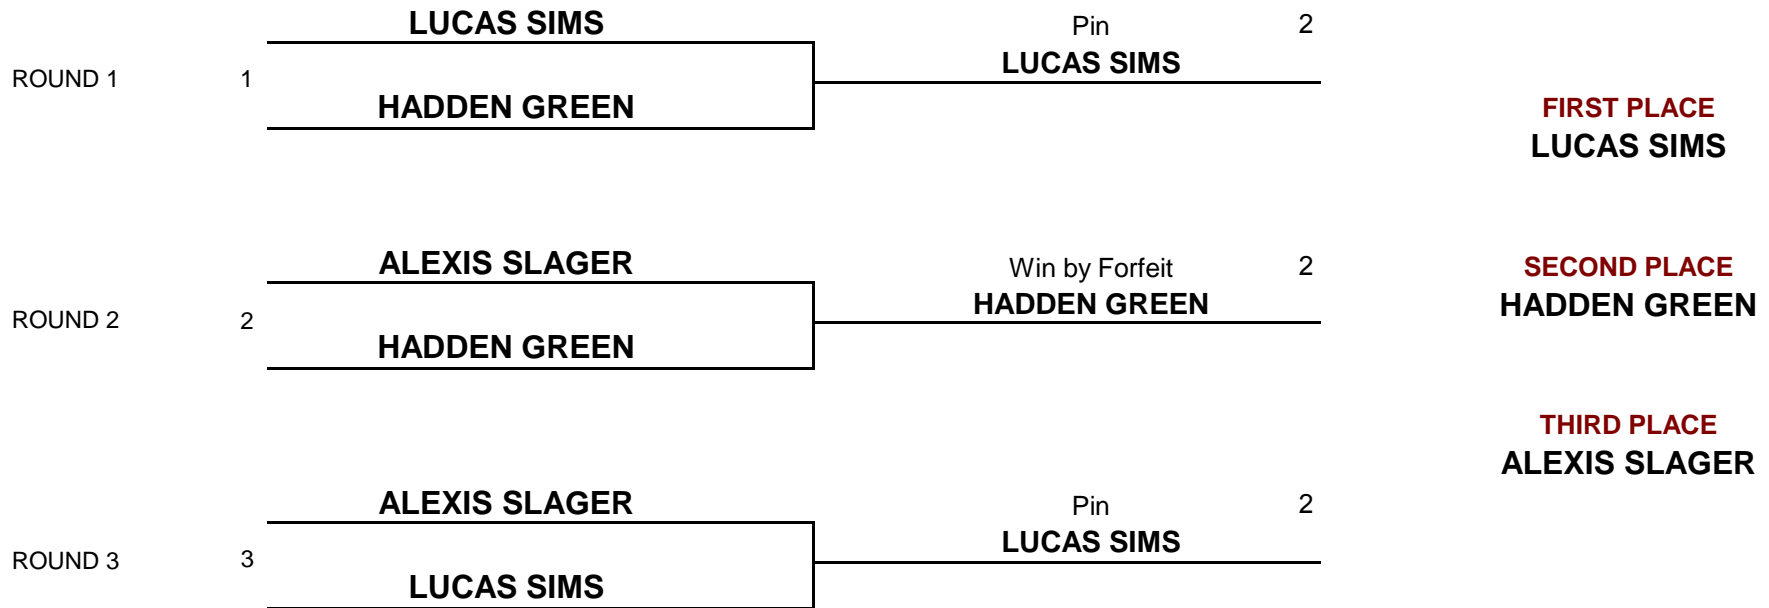 LUCAS SIMS
Pin 2
LUCAS SIMS
ROUND 1 1
HADDEN GREEN
FIRST PLACE
LUCAS SIMS
ALEXIS SLAGER
Win by Forfeit 2
HADDEN GREEN
SECOND PLACE
HADDEN GREEN
ROUND 2 2
HADDEN GREEN
THIRD PLACE
ALEXIS SLAGER
ALEXIS SLAGER
Pin 2
LUCAS SIMS
ROUND 3 3
LUCAS SIMS